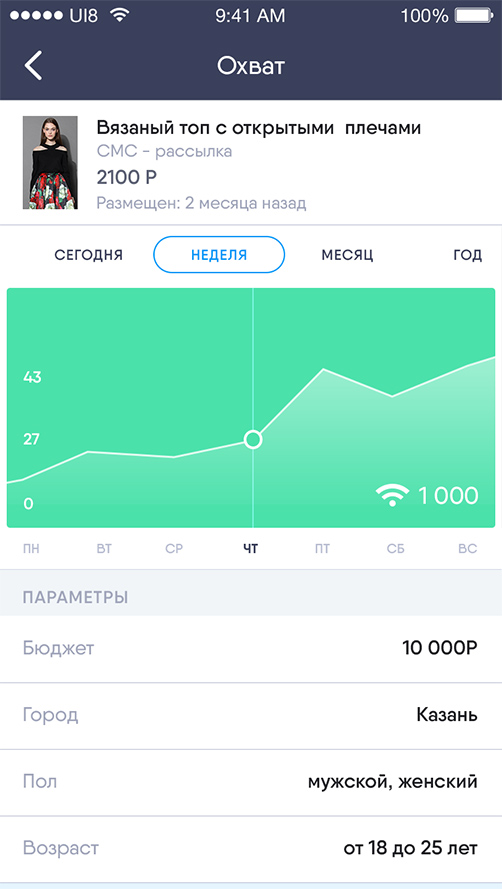 UI8 9:41 AM 100%
Охват
Вязаный топ с открытыми плечами
СМС - рассылка
2100 Р
Размещен: 2 месяца назад
СЕГОДНЯ НЕДЕЛЯ МЕСЯЦ ГОД
43
27
0
1 000
ПН ВТ СР ЧТ ПТ СБ ВС
ПАРАМЕТРЫ
Бюджет 10 000Р
Город Казань
Пол мужской, женский
Возраст от 18 до 25 лет